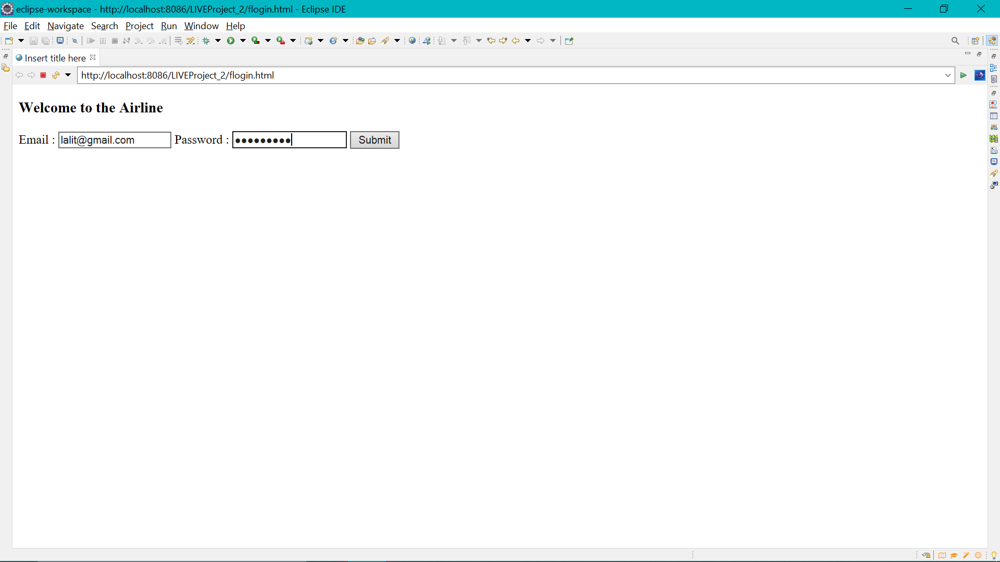 eclipse-workspace - http://localhost:8086/LIVEProject_2/flogin.html - Eclipse IDE
File Edit Navigate Search Project Run Window Help
Insert title here
http://localhost:8086/LIVEProject_2/flogin.html
Welcome to the Airline
Email : lalit@gmail.com Password : ●●●●●●●●● Submit